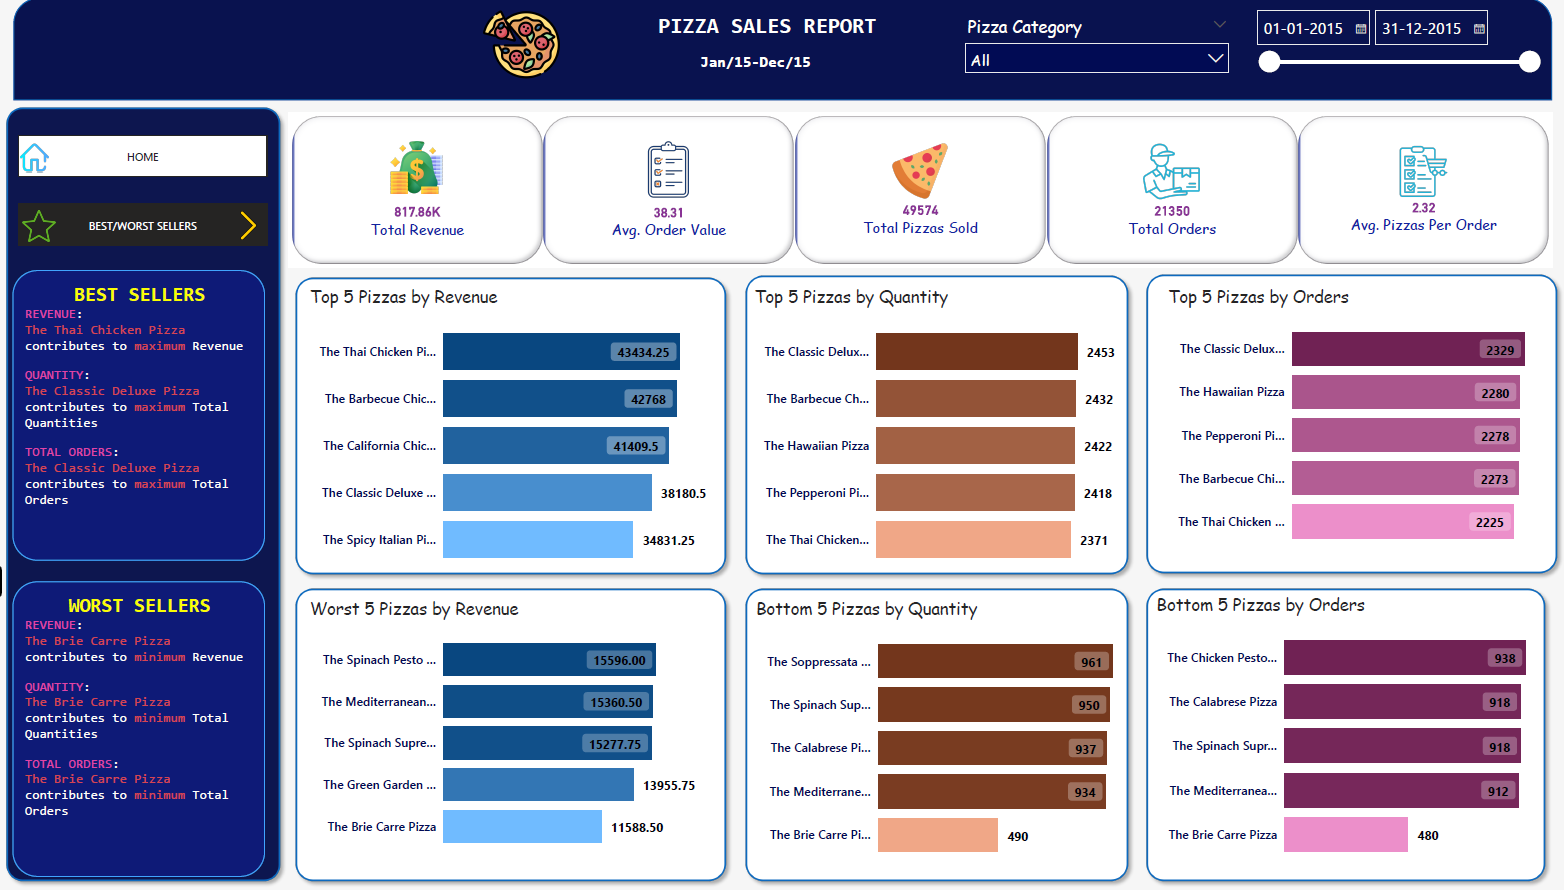 PIZZA SALES REPORT
Jan/15-Dec/15
Pizza Category
All
01-01-2015
31-12-2015
HOME
BEST/WORST SELLERS
BEST SELLERS
REVENUE:
The Thai Chicken Pizza
contributes to maximum Revenue
QUANTITY:
The Classic Deluxe Pizza
contributes to maximum Total
Quantities
TOTAL ORDERS:
The Classic Deluxe Pizza
contributes to maximum Total
Orders
WORST SELLERS
REVENUE:
The Brie Carre Pizza
contributes to minimum Revenue
QUANTITY:
The Brie Carre Pizza
contributes to minimum Total
Quantities
TOTAL ORDERS:
The Brie Carre Pizza
contributes to minimum Total
Orders
817.86K
Total Revenue
38.31
Avg. Order Value
49574
Total Pizzas Sold
21350
Total Orders
2.32
Avg. Pizzas Per Order
Top 5 Pizzas by Revenue
The Thai Chicken Pi... 43434.25
The Barbecue Chic... 42768
The California Chic... 41409.5
The Classic Deluxe ... 38180.5
The Spicy Italian Pi... 34831.25
Top 5 Pizzas by Quantity
The Classic Delux... 2453
The Barbecue Ch... 2432
The Hawaiian Pizza 2422
The Pepperoni Pi... 2418
The Thai Chicken... 2371
Top 5 Pizzas by Orders
The Classic Delux... 2329
The Hawaiian Pizza 2280
The Pepperoni Pi... 2278
The Barbecue Chi... 2273
The Thai Chicken ... 2225
Worst 5 Pizzas by Revenue
The Spinach Pesto ... 15596.00
The Mediterranean... 15360.50
The Spinach Supre... 15277.75
The Green Garden ... 13955.75
The Brie Carre Pizza 11588.50
Bottom 5 Pizzas by Quantity
The Soppressata ... 961
The Spinach Sup... 950
The Calabrese Pi... 937
The Mediterrane... 934
The Brie Carre Pi... 490
Bottom 5 Pizzas by Orders
The Chicken Pesto... 938
The Calabrese Pizza 918
The Spinach Supr... 918
The Mediterranea... 912
The Brie Carre Pizza 480